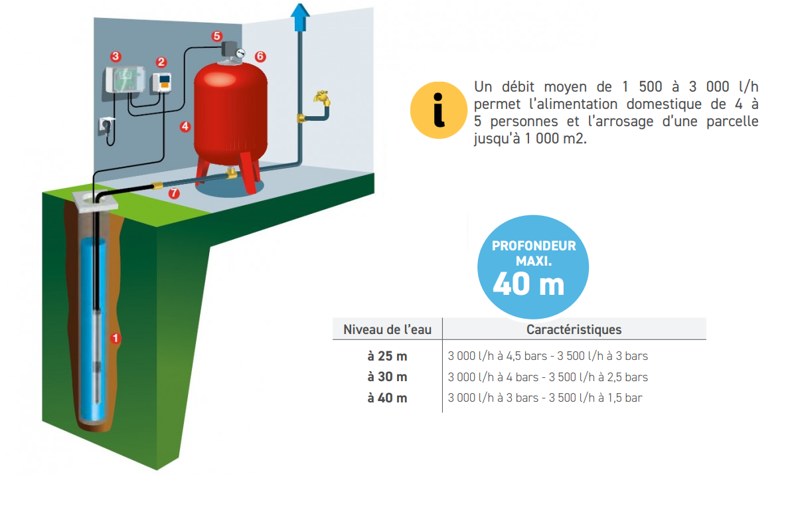 5
3
2
6
4
7
1
i
Un débit moyen de 1 500 à 3 000 l/h
permet l'alimentation domestique de 4 à
5 personnes et l'arrosage d'une parcelle
jusqu'à 1 000 m2.
PROFONDEUR
MAXI.
40 m
Niveau de l'eau Caractéristiques
à 25 m 3 000 l/h à 4,5 bars - 3 500 l/h à 3 bars
à 30 m 3 000 l/h à 4 bars - 3 500 l/h à 2,5 bars
à 40 m 3 000 l/h à 3 bars - 3 500 l/h à 1,5 bar